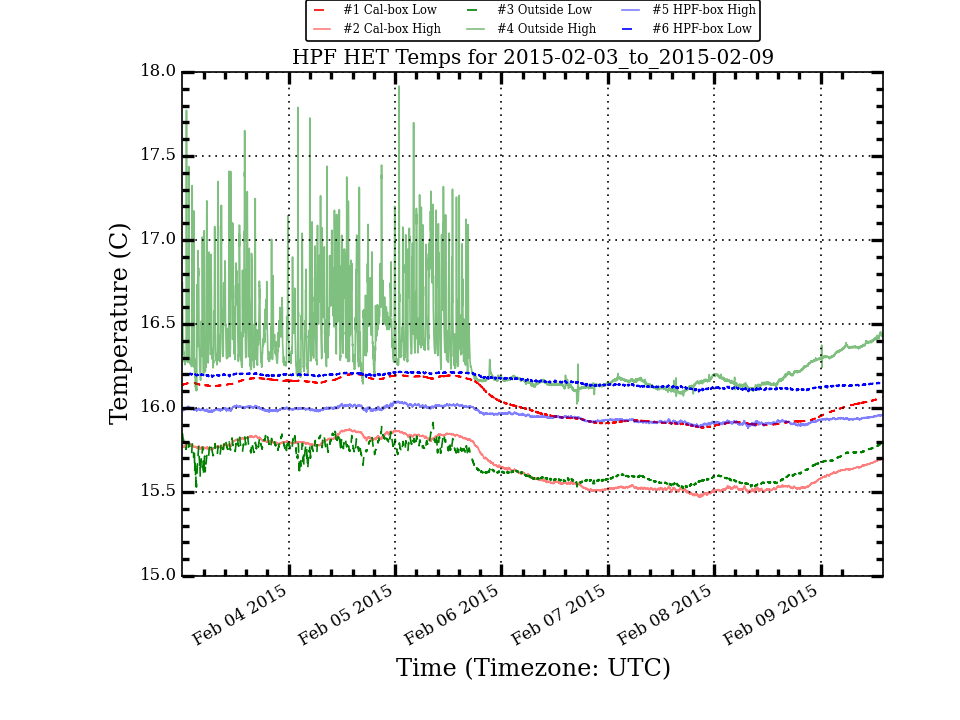 #1 Cal-box Low #3 Outside Low #5 HPF-box High
#2 Cal-box High #4 Outside High #6 HPF-box Low
HPF HET Temps for 2015-02-03_to_2015-02-09
18.0
17.5
17.0
16.5
16.0
15.5
15.0
Temperature (C)
Feb 04 2015 Feb 05 2015 Feb 06 2015 Feb 07 2015 Feb 08 2015 Feb 09 2015
Time (Timezone: UTC)